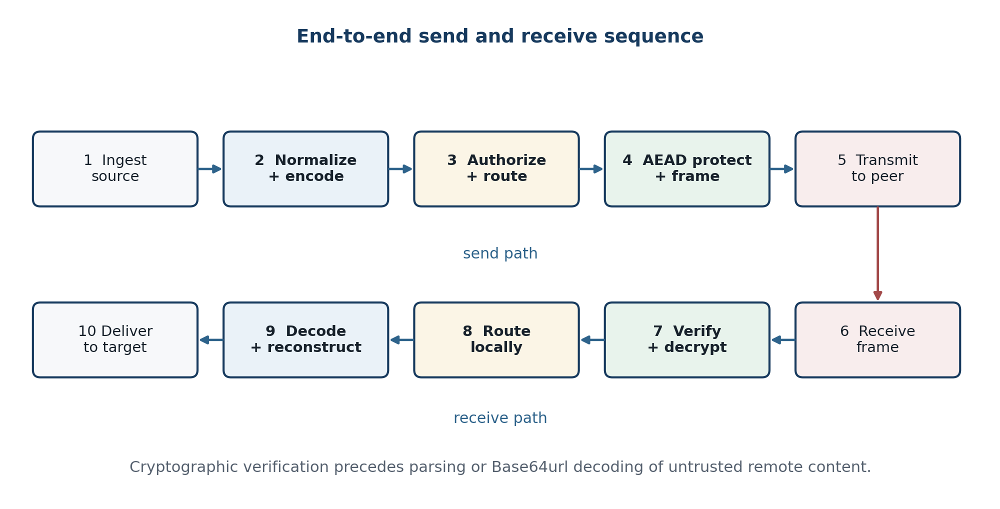 End-to-end send and receive sequence
1 Ingest
source
2 Normalize
+ encode
3 Authorize
+ route
4 AEAD protect
+ frame
5 Transmit
to peer
send path
10 Deliver
to target
9 Decode
+ reconstruct
8 Route
locally
7 Verify
+ decrypt
6 Receive
frame
receive path
Cryptographic verification precedes parsing or Base64url decoding of untrusted remote content.